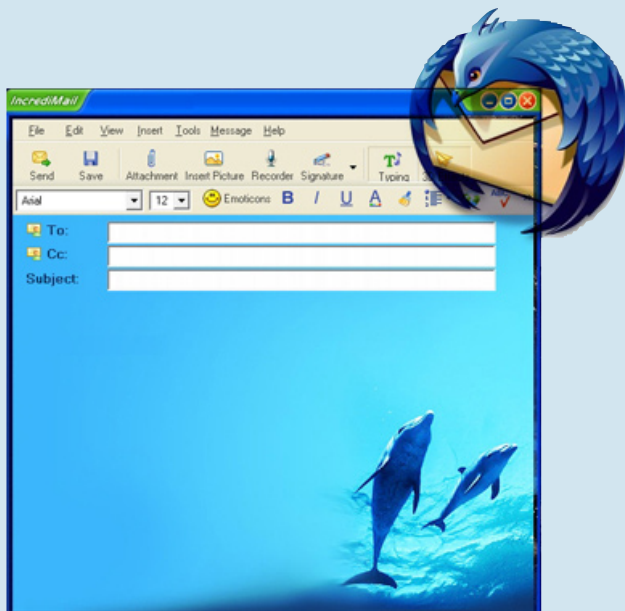 IncrediMail
File Edit View Insert Tools Message Help
Send Save Attachment Insert Picture Recorder Signature Typing
Arial 12 Emoticons B I U A
To:
Cc:
Subject: